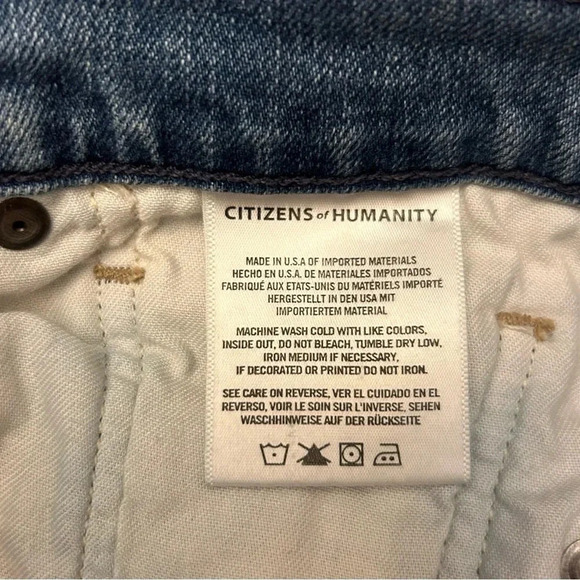 CITIZENS of HUMANITY
MADE IN U.S.A OF IMPORTED MATERIALS
HECHO EN U.S.A. DE MATERIALES IMPORTADOS
FABRIQUÉ AUX ETATS-UNIS DU MATÉRIELS IMPORTÉ
HERGESTELLT IN DEN USA MIT
IMPORTIERTEM MATERIAL
MACHINE WASH COLD WITH LIKE COLORS,
INSIDE OUT, DO NOT BLEACH, TUMBLE DRY LOW,
IRON MEDIUM IF NECESSARY,
IF DECORATED OR PRINTED DO NOT IRON.
SEE CARE ON REVERSE, VER EL CUIDADO EN EL
REVERSO, VOIR LE SOIN SUR L'INVERSE, SEHEN
WASCHHINWEISE AUF DER RÜCKSEITE